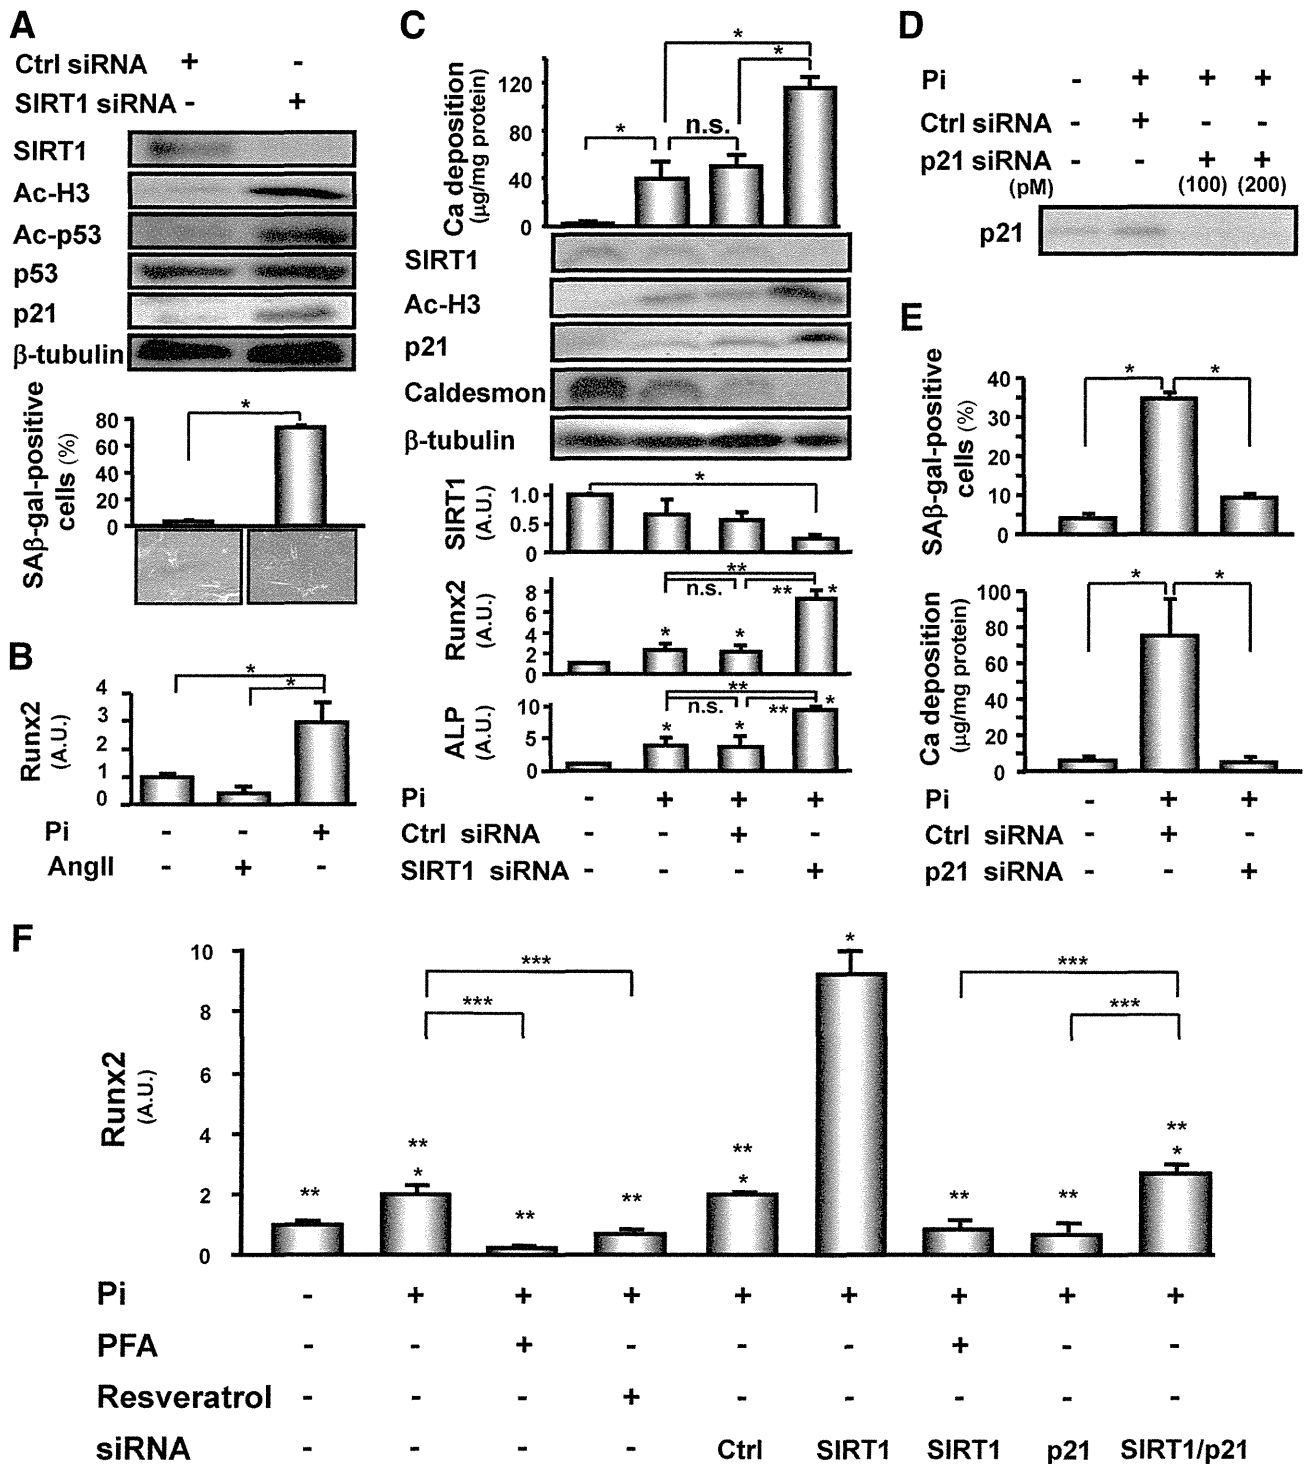 A
Ctrl siRNA + -
SIRT1 siRNA - +
SIRT1
Ac-H3
Ac-p53
p53
p21
β-tubulin
SAβ-gal-positive
cells (%)
80
60
40
20
0
*
B
Runx2
(A.U.)
4
3
2
1
0
*
*
Pi - - +
AngII - + -
C
Ca deposition
(μg/mg protein)
120
80
40
0
*
*
* n.s.
SIRT1
Ac-H3
p21
Caldesmon
β-tubulin
SIRT1
(A.U.)
1.0
0.5
0
*
Runx2
(A.U.)
8
6
4
2
0
**
n.s. ** *
* *
ALP
(A.U.)
10
5
0
**
n.s. ** *
* *
Pi - + + +
Ctrl siRNA - - + -
SIRT1 siRNA - - - +
D
Pi - + + +
Ctrl siRNA - + - -
p21 siRNA - - + +
(pM) (100) (200)
p21
E
SAβ-gal-positive
cells (%)
40
30
20
10
0
* *
Ca deposition
(μg/mg protein)
100
80
60
40
20
0
* *
Pi - + +
Ctrl siRNA - + -
p21 siRNA - - +
F
Runx2
(A.U.)
10
8
6
4
2
0
*
*** ***
*** ***
** ** **
* * *
** ** ** ** **
Pi - + + + + + + + +
PFA - - + - - - + - -
Resveratrol - - - + - - - - -
siRNA - - - - Ctrl SIRT1 SIRT1 p21 SIRT1/p21